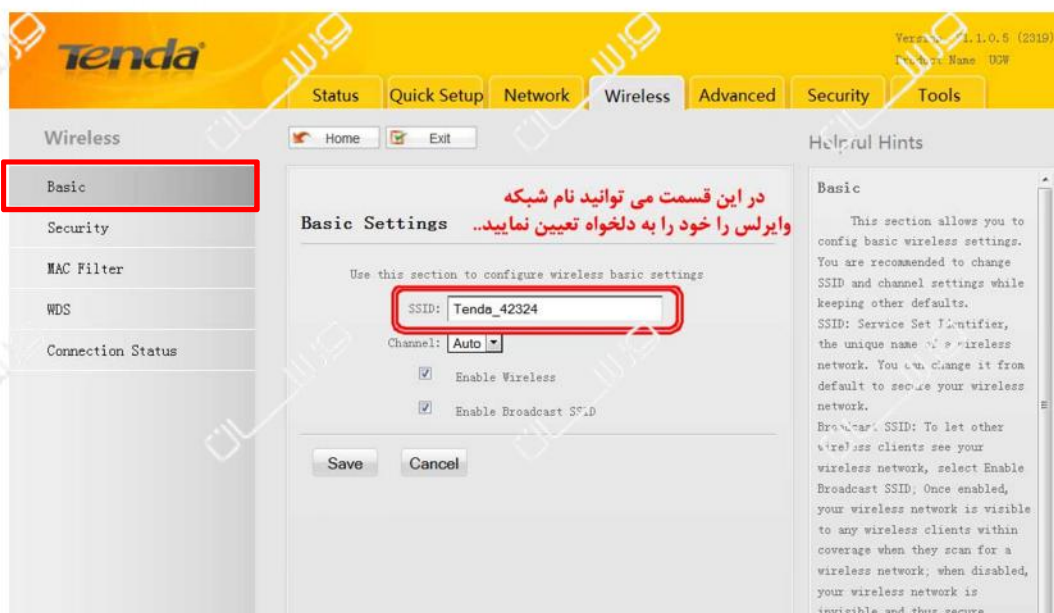 Tenda
Version V1.1.0.5 (2319)
Product Name UGW
Status Quick Setup Network Wireless Advanced Security Tools
Wireless
Basic
Security
MAC Filter
WDS
Connection Status
Home Exit
در این قسمت می توانید نام شبکه
وایرلس را خود را به دلخواه تعیین نمایید..
Basic Settings
Use this section to configure wireless basic settings
SSID: Tenda_42324
Channel: Auto
Enable Wireless
Enable Broadcast SSID
Save Cancel
Helpful Hints
Basic
This section allows you to
config basic wireless settings.
You are recommended to change
SSID and channel settings while
keeping other defaults.
SSID: Service Set Identifier,
the unique name of a wireless
network. You can change it from
default to secure your wireless
network.
Broadcast SSID: To let other
wireless clients see your
wireless network, select Enable
Broadcast SSID; Once enabled,
your wireless network is visible
to any wireless clients within
coverage when they scan for a
wireless network; when disabled,
your wireless network is
invisible and thus secure